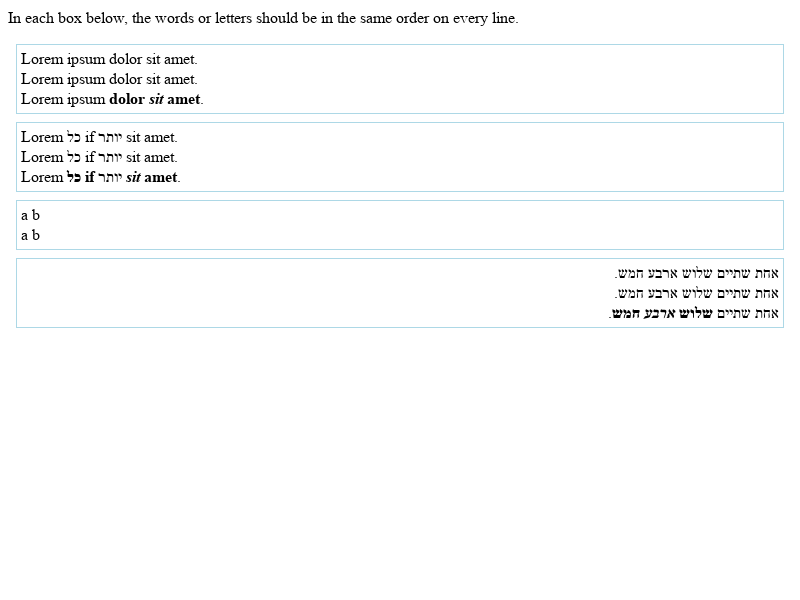 In each box below, the words or letters should be in the same order on every line.
Lorem ipsum dolor sit amet.
Lorem ipsum dolor sit amet.
Lorem ipsum dolor sit amet.
Lorem כל if יותר sit amet.
Lorem כל if יותר sit amet.
Lorem כל if יותר sit amet.
a b
a b
אחת שתיים שלוש ארבע חמש.
אחת שתיים שלוש ארבע חמש.
אחת שתיים שלוש ארבע חמש.